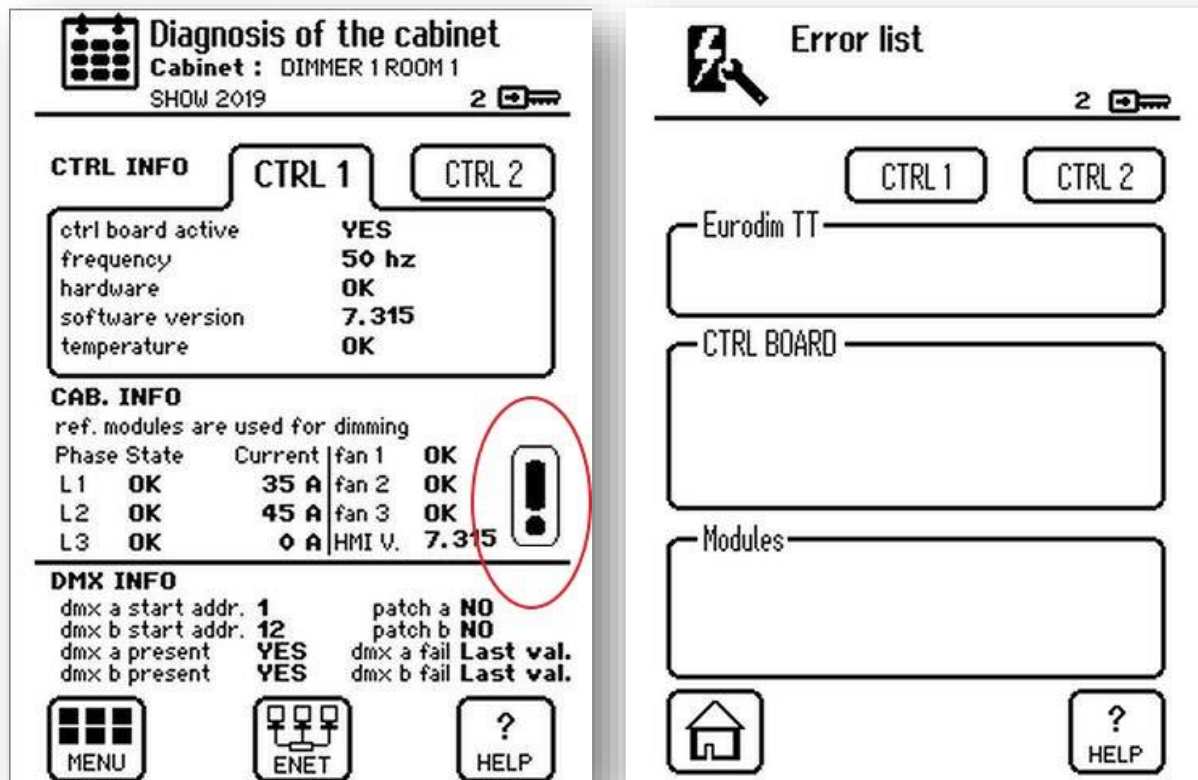 Diagnosis of the cabinet
Cabinet : DIMMER 1 ROOM 1
SHOW 2019 2
CTRL INFO CTRL 1 CTRL 2
ctrl board active YES
frequency 50 hz
hardware OK
software version 7.315
temperature OK
CAB. INFO
ref. modules are used for dimming
Phase State Current fan 1 OK
L1 OK 35 A fan 2 OK
L2 OK 45 A fan 3 OK
L3 OK 0 A HMI V. 7.315
!
DMX INFO
dmx a start addr. 1 patch a NO
dmx b start addr. 12 patch b NO
dmx a present YES dmx a fail Last val.
dmx b present YES dmx b fail Last val.
MENU ENET ? HELP
Error list
2
CTRL 1 CTRL 2
Eurodim TT
CTRL BOARD
Modules
? HELP